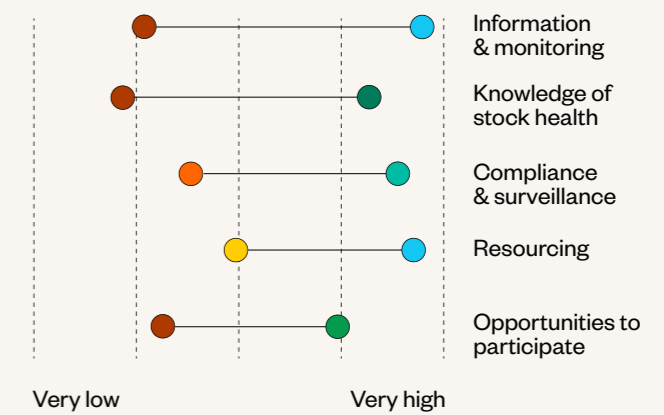 Information
& monitoring
Knowledge of
stock health
Compliance
& surveillance
Resourcing
Opportunities to
participate
Very low
Very high